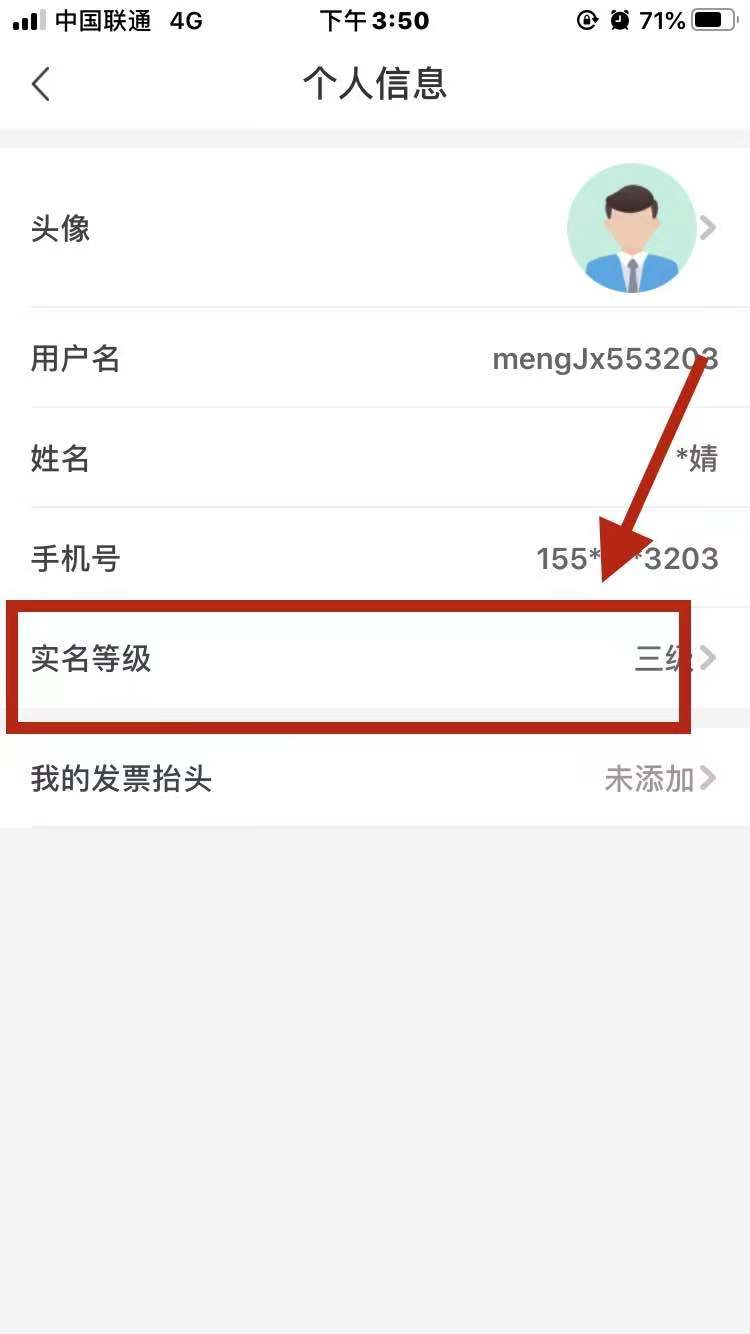 中国联通 4G 下午3:50 71%
个人信息
头像
用户名 mengJx553203
姓名 *婧
手机号 155****3203
实名等级 三级
我的发票抬头 未添加